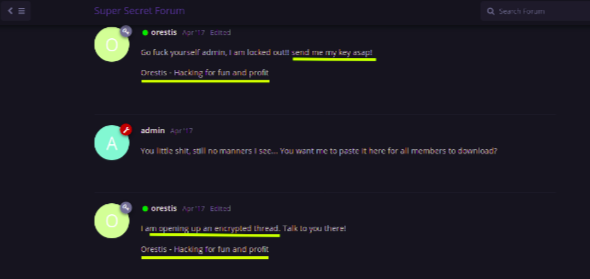 Super Secret Forum
Search Forum
orestis Apr '17 Edited
O
Go fuck yourself admin, I am locked out!! send me my key asap!
Orestis - Hacking for fun and profit
admin Apr '17
A
You little shit, still no manners I see... You want me to paste it here for all members to download?
orestis Apr '17 Edited
O
I am opening up an encrypted thread. Talk to you there!
Orestis - Hacking for fun and profit